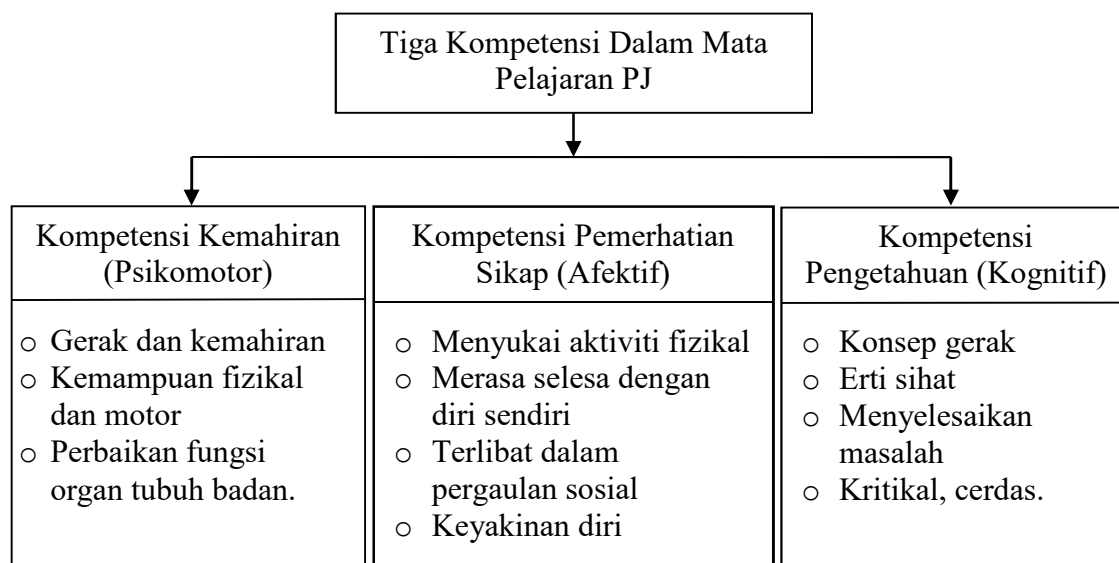 Tiga Kompetensi Dalam Mata
Pelajaran PJ
Kompetensi Kemahiran
(Psikomotor)
o Gerak dan kemahiran
o Kemampuan fizikal
dan motor
o Perbaikan fungsi
organ tubuh badan.
Kompetensi Pemerhatian
Sikap (Afektif)
o Menyukai aktiviti fizikal
o Merasa selesa dengan
diri sendiri
o Terlibat dalam
pergaulan sosial
o Keyakinan diri
Kompetensi
Pengetahuan (Kognitif)
o Konsep gerak
o Erti sihat
o Menyelesaikan
masalah
o Kritikal, cerdas.